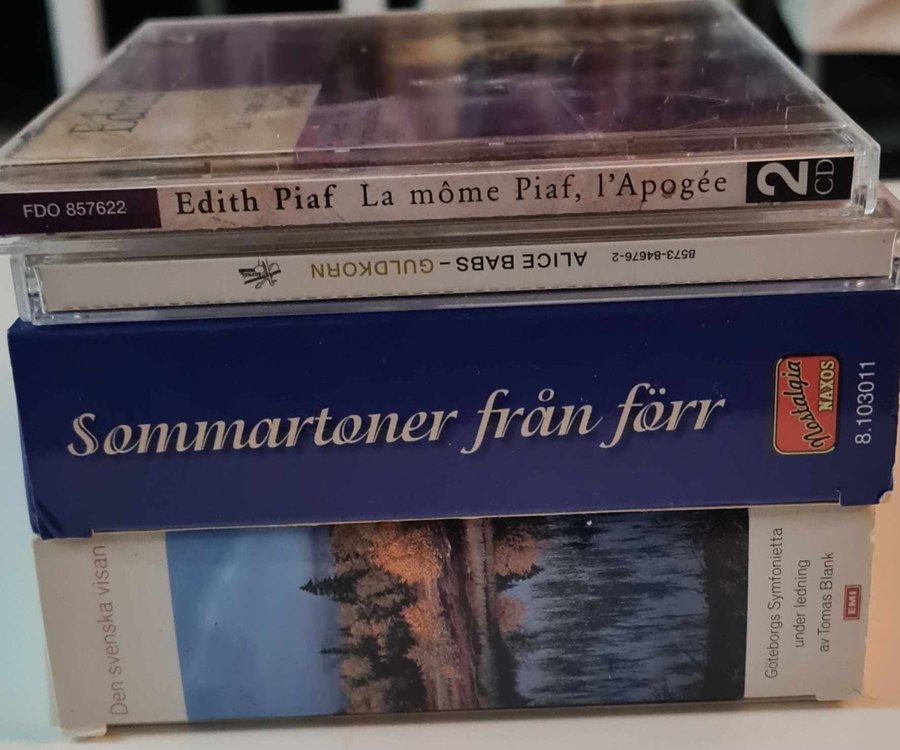 FDO 857622 Edith Piaf La môme Piaf, l'Apogée 2 CD
8573-84676-2 ALICE BABS – GULDKORN
Sommartoner från förr Nostalgia NAXOS 8.103011
Den svenska visan
Göteborgs Symfonietta
under ledning
av Tomas Blank
EMI